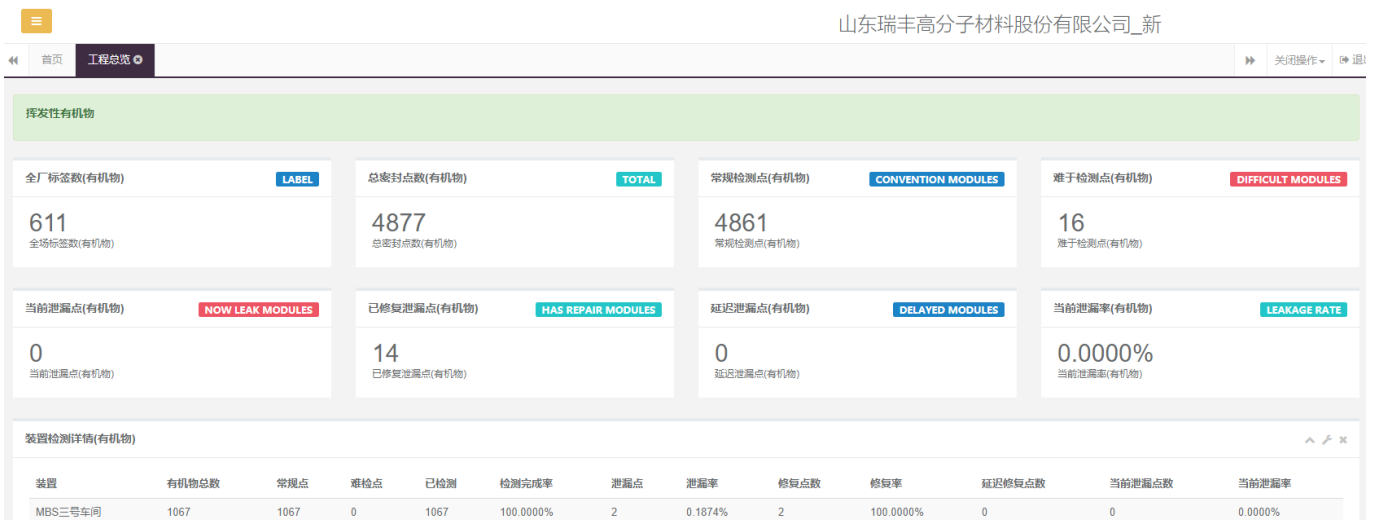 山东瑞丰高分子材料股份有限公司_新
首页 工程总览 关闭操作
挥发性有机物
全厂标签数(有机物) LABEL 总密封点数(有机物) TOTAL 常规检测点(有机物) CONVENTION MODULES 难于检测点(有机物) DIFFICULT MODULES
611 4877 4861 16
全场标签数(有机物) 总密封点数(有机物) 常规检测点(有机物) 难于检测点(有机物)
当前泄漏点(有机物) NOW LEAK MODULES 已修复泄漏点(有机物) HAS REPAIR MODULES 延迟泄漏点(有机物) DELAYED MODULES 当前泄漏率(有机物) LEAKAGE RATE
0 14 0 0.0000%
当前泄漏点(有机物) 已修复泄漏点(有机物) 延迟泄漏点(有机物) 当前泄漏率(有机物)
装置检测详情(有机物)
装置 有机物总数 常规点 难检点 已检测 检测完成率 泄漏点 泄漏率 修复点数 修复率 延迟修复点数 当前泄漏点数 当前泄漏率
MBS三号车间 1067 1067 0 1067 100.0000% 2 0.1874% 2 100.0000% 0 0 0.0000%